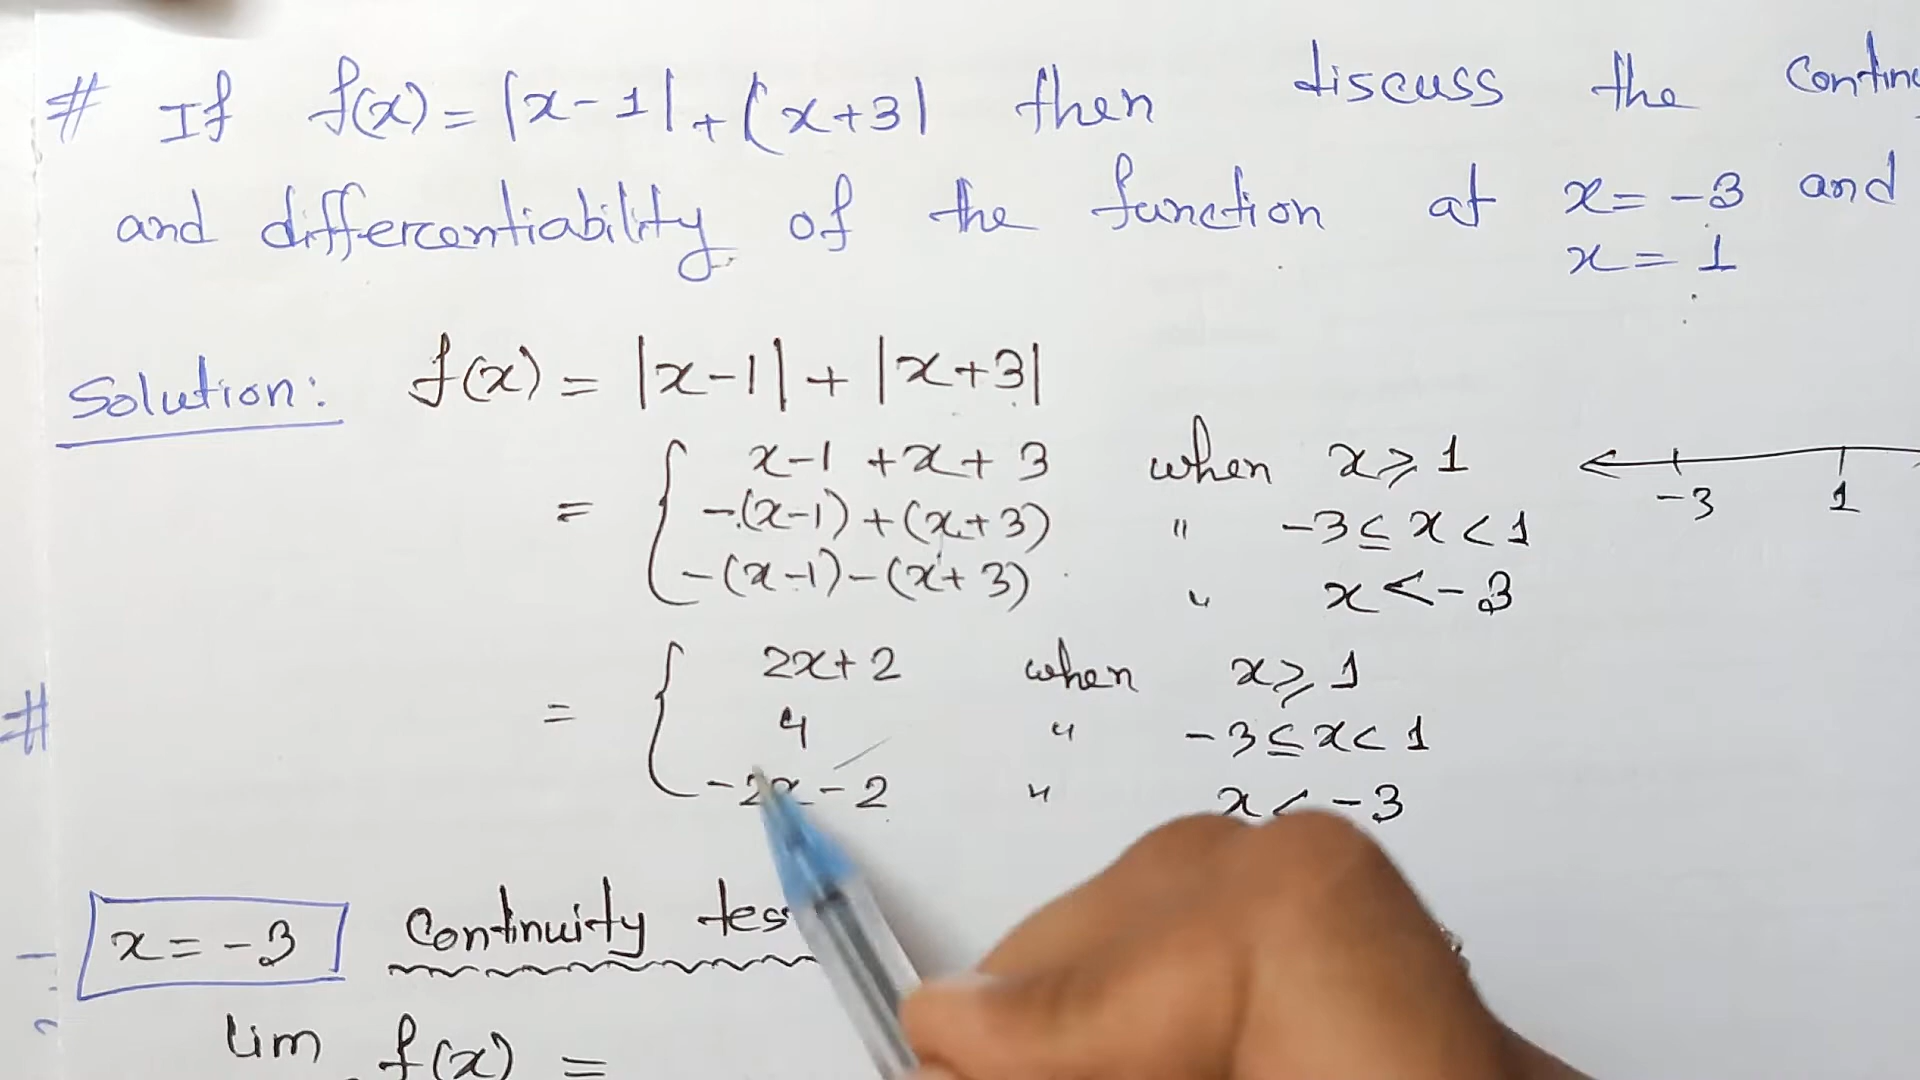 # If f(x) = |x-1| + (x+3| then discuss the
and differentiability of the function at x = -3 and
x = 1
Solution: f(x) = |x-1| + |x+3|
= { x-1 + x + 3 when x ⩾ 1
-(x-1) + (x+3) " -3 ≤ x < 1
-(x-1) - (x+3) " x < -3
-3 1
= { 2x+2 when x ⩾ 1
# 4 " -3 ≤ x < 1
-2x-2 " x < -3
x = -3 Continuity
lim f(x) =